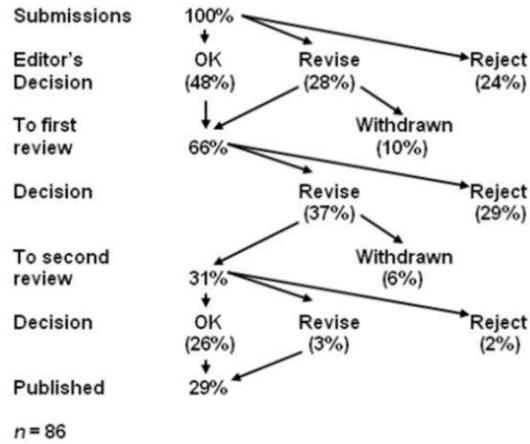 Submissions 100%
Editor's OK Revise Reject
Decision (48%) (28%) (24%)
To first Withdrawn
review 66% (10%)
Decision Revise Reject
(37%) (29%)
To second Withdrawn
review 31% (6%)
Decision OK Revise Reject
(26%) (3%) (2%)
Published 29%
n = 86